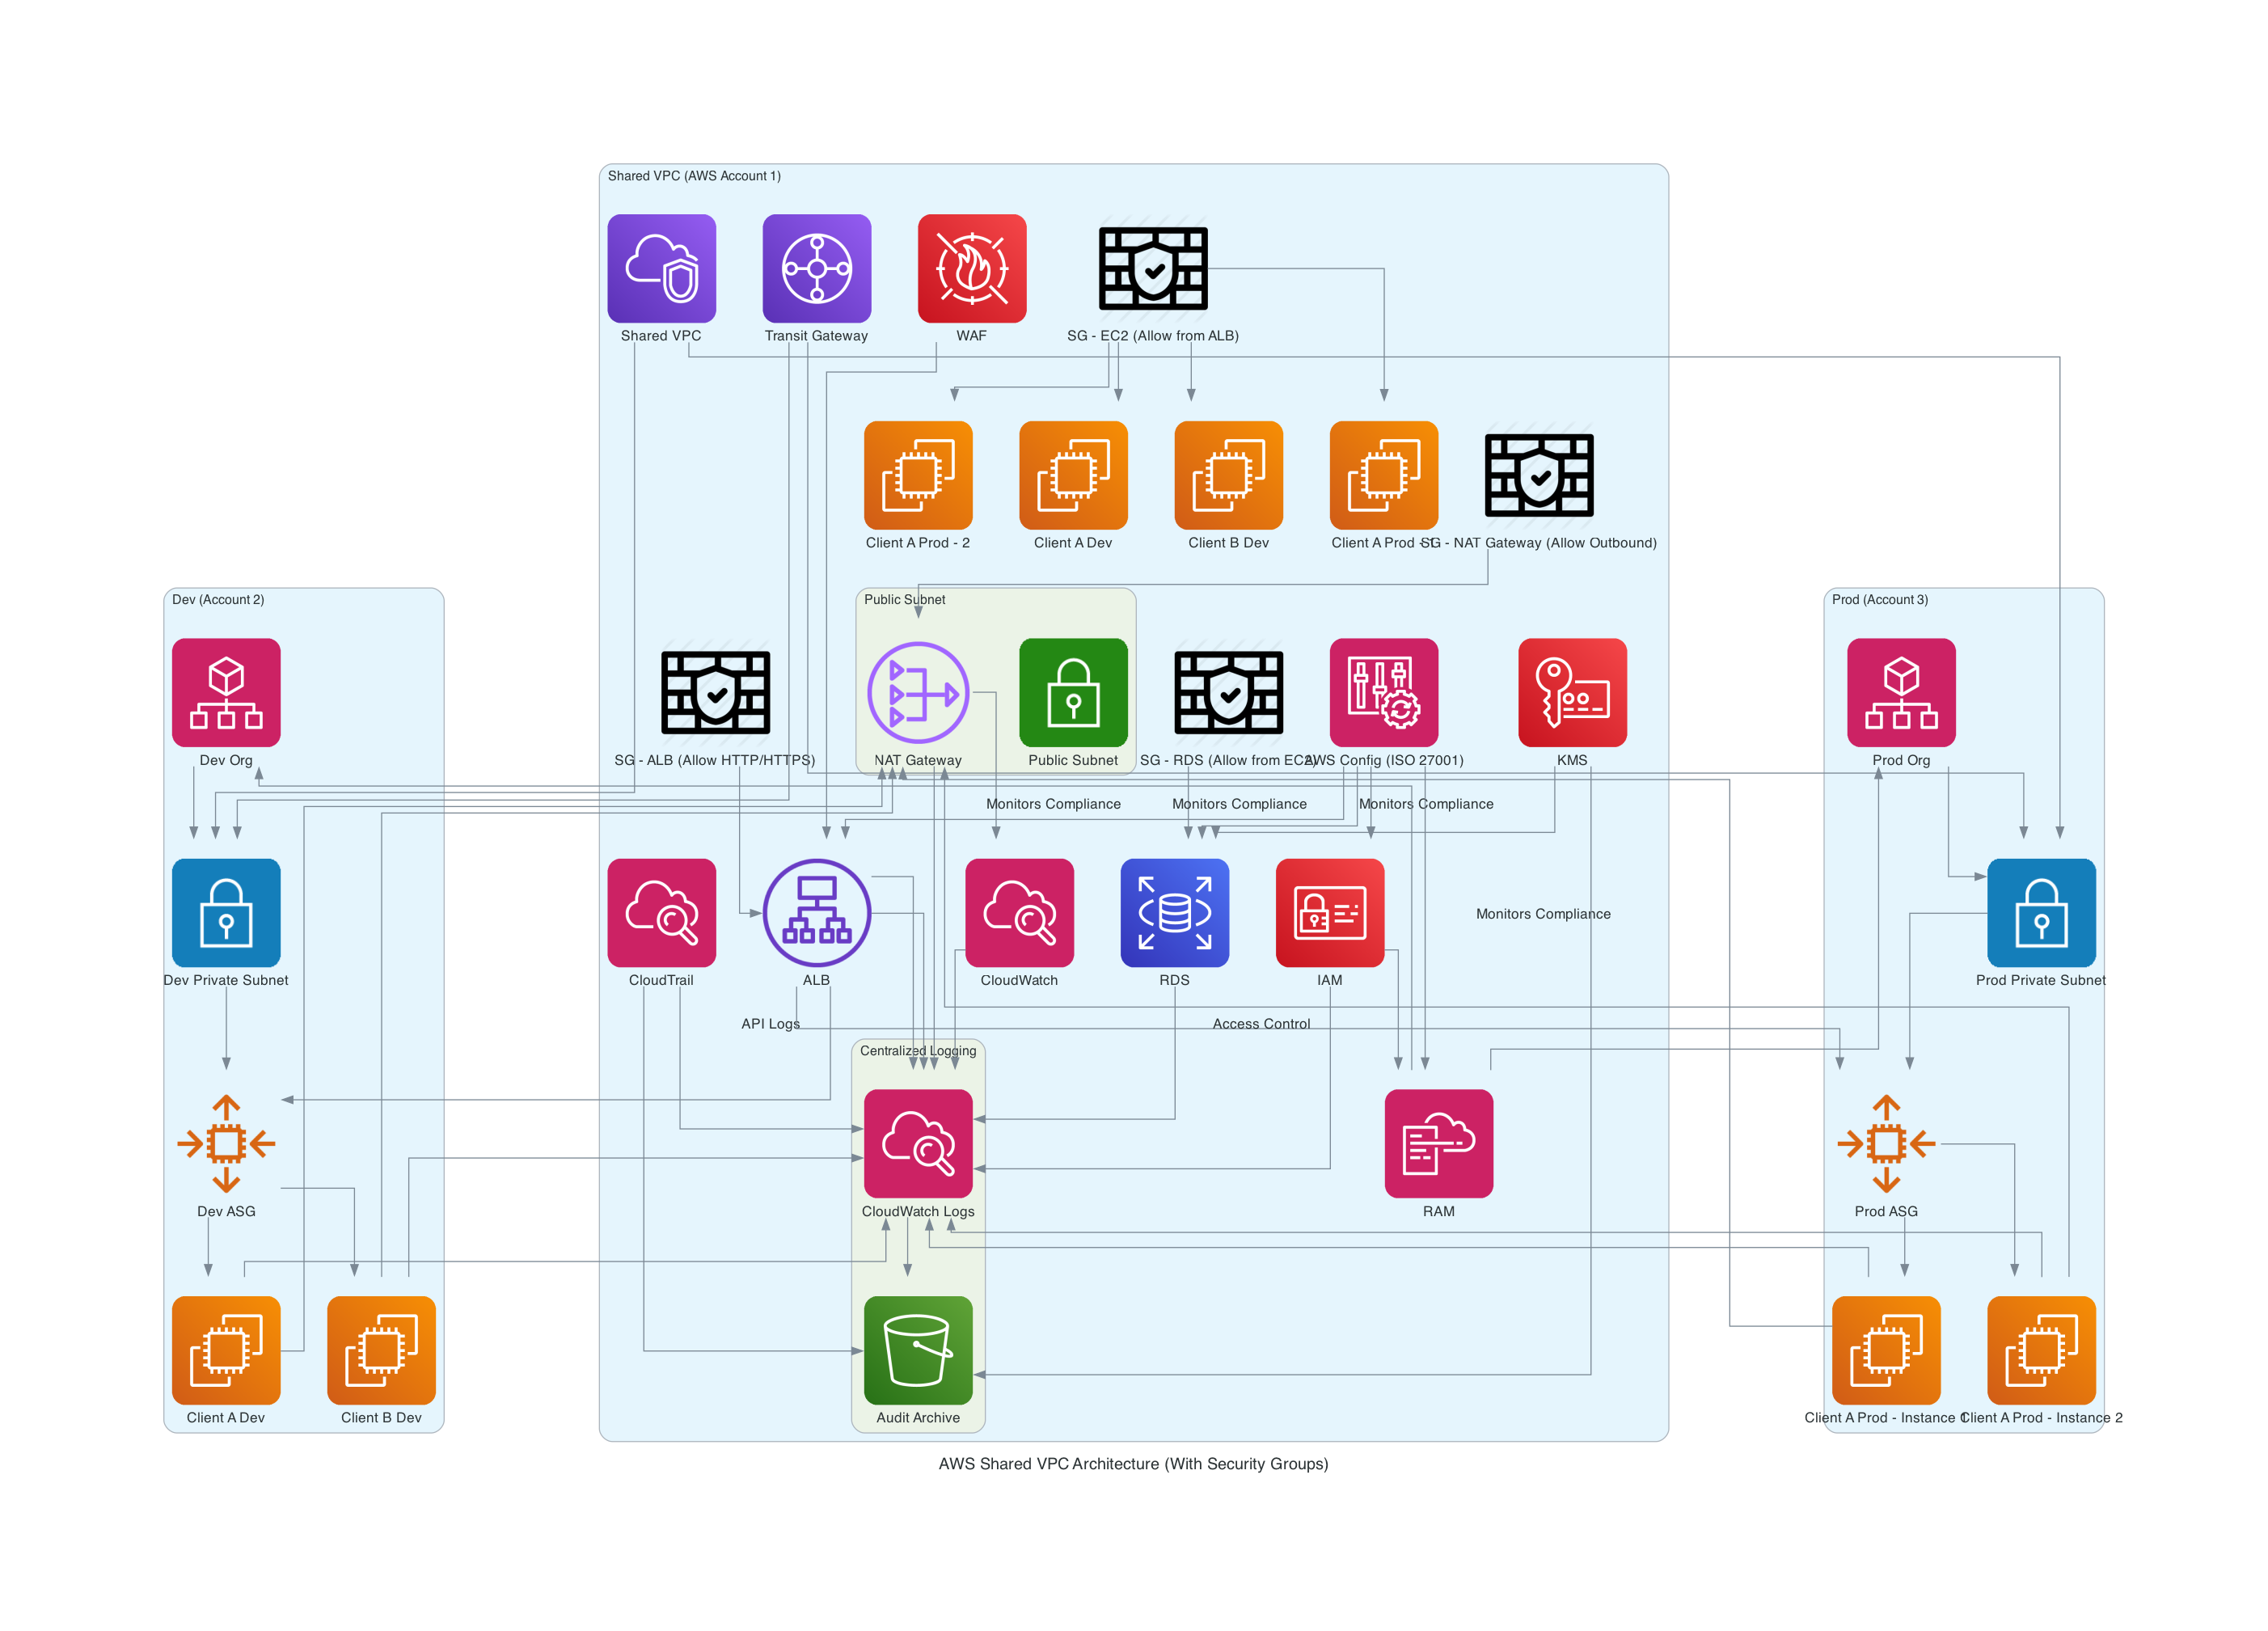 Shared VPC (AWS Account 1)
Shared VPC
Transit Gateway
WAF
SG - EC2 (Allow from ALB)
Client A Prod - 2
Client A Dev
Client B Dev
Client A Prod - 1
SG - NAT Gateway (Allow Outbound)
Dev (Account 2)
Public Subnet
Prod (Account 3)
Dev Org
SG - ALB (Allow HTTP/HTTPS)
NAT Gateway
Public Subnet
SG - RDS (Allow from EC2)
AWS Config (ISO 27001)
KMS
Prod Org
Monitors Compliance
Monitors Compliance
Monitors Compliance
Monitors Compliance
Dev Private Subnet
CloudTrail
ALB
CloudWatch
RDS
IAM
Prod Private Subnet
API Logs
Access Control
Centralized Logging
Dev ASG
CloudWatch Logs
RAM
Prod ASG
Client A Dev
Client B Dev
Audit Archive
Client A Prod - Instance 1
Client A Prod - Instance 2
AWS Shared VPC Architecture (With Security Groups)